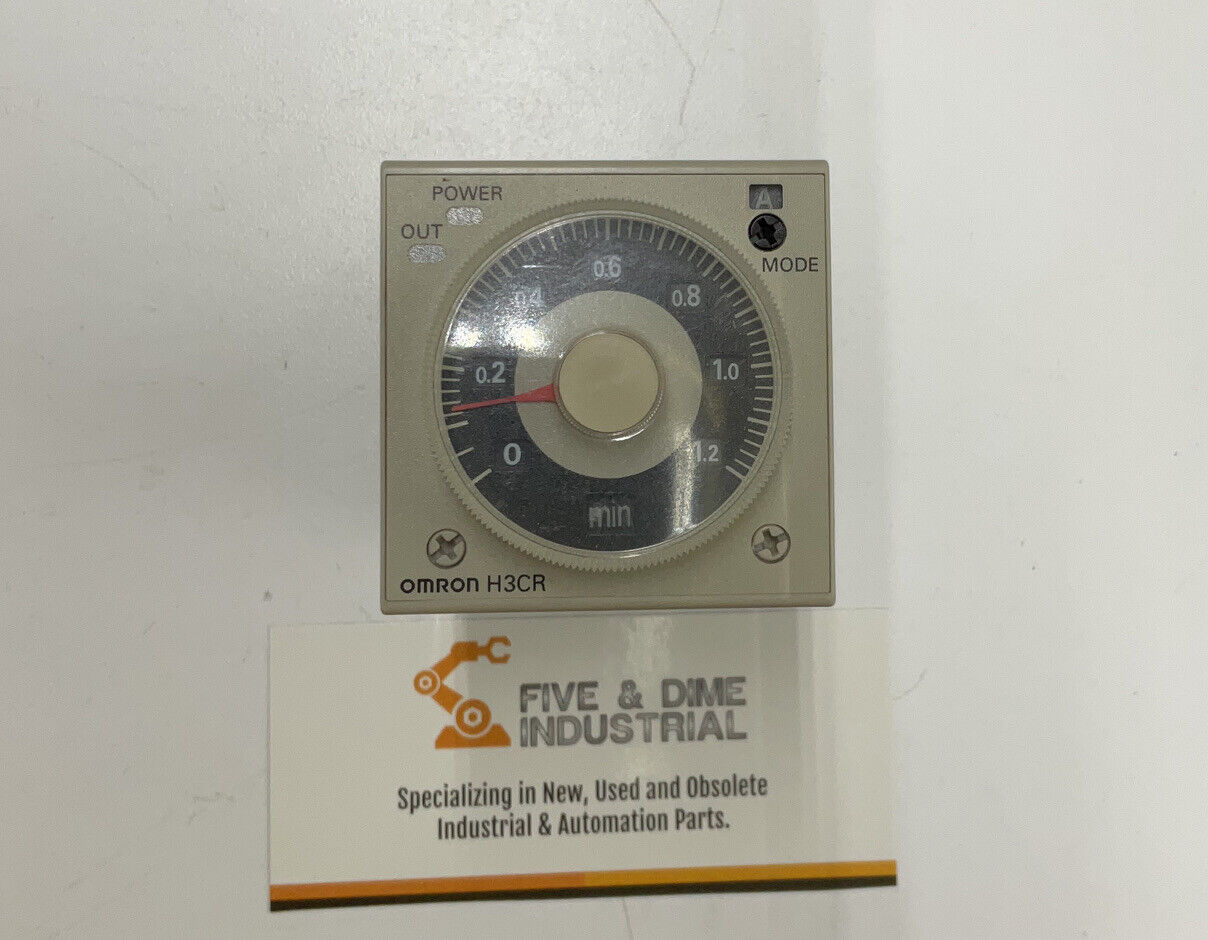 POWER
A
OUT
MODE
0.6
0.4
0.8
0.2
1.0
0
1.2
min
OMRON H3CR
FIVE & DIME
INDUSTRIAL
Specializing in New, Used and Obsolete
Industrial & Automation Parts.